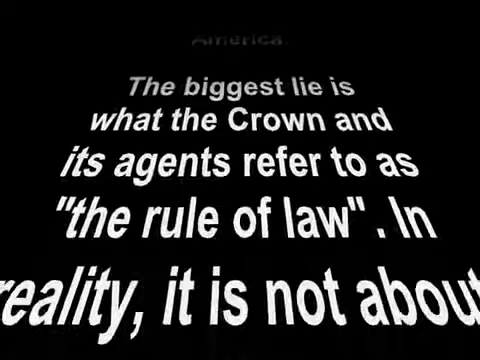 America.
The biggest lie is
what the Crown and
its agents refer to as
"the rule of law" . In
reality, it is not about